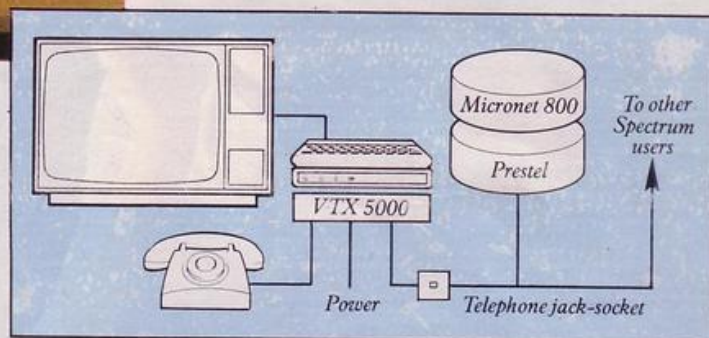 Micronet 800
Prestel
To other
Spectrum
users
VTX 5000
Power
Telephone jack-socket